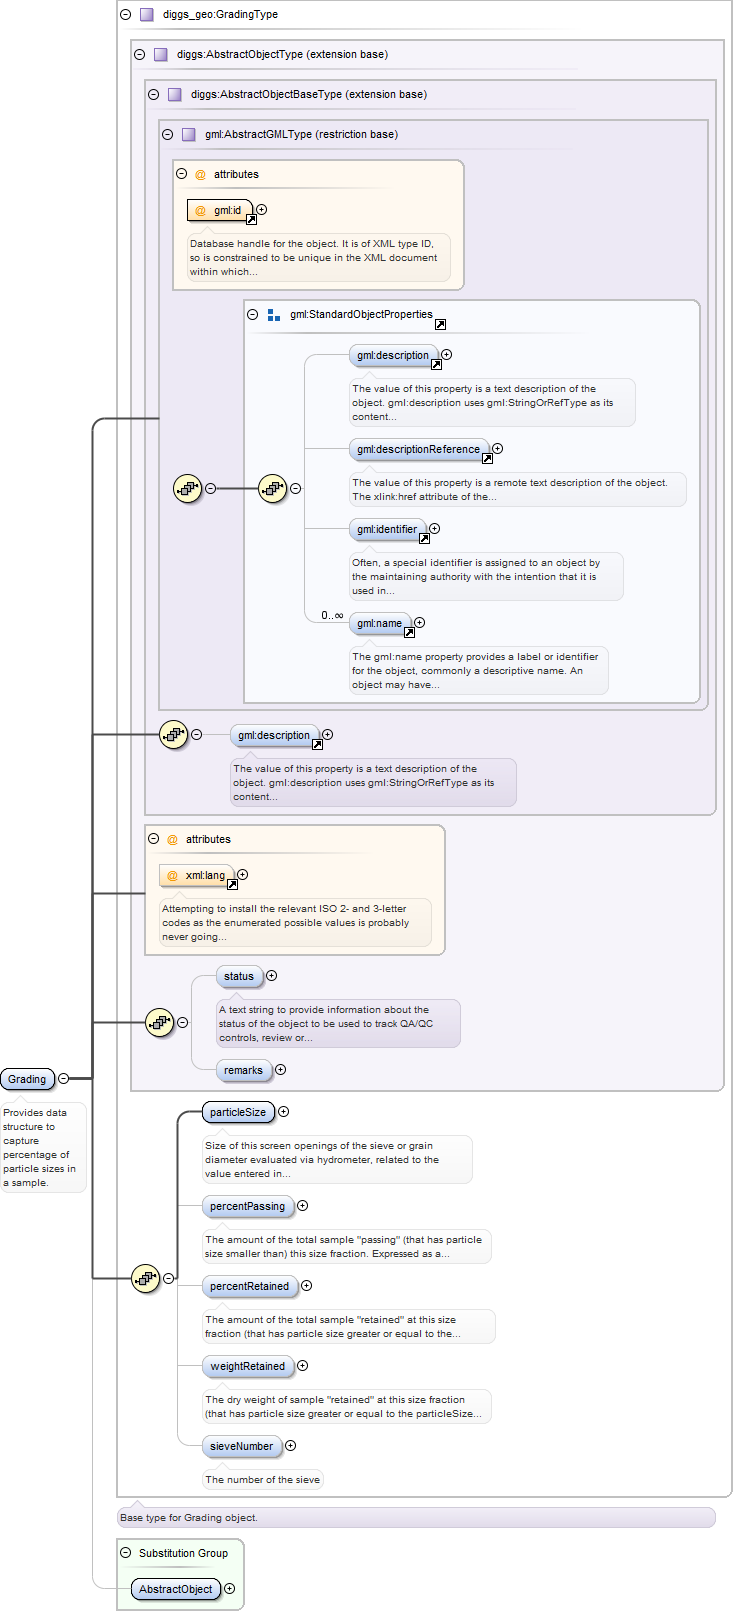 diggs_geo:GradingType
diggs:AbstractObjectType (extension base)
diggs:AbstractObjectBaseType (extension base)
gml:AbstractGMLType (restriction base)
@ attributes
@ gml:id
Database handle for the object. It is of XML type ID,
so is constrained to be unique in the XML document
within which...
gml:StandardObjectProperties
gml:description
The value of this property is a text description of the
object. gml:description uses gml:StringOrRefType as its
content...
gml:descriptionReference
The value of this property is a remote text description of the object.
The xlink:href attribute of the...
gml:identifier
Often, a special identifier is assigned to an object by
the maintaining authority with the intention that it is
used in...
0..∞
gml:name
The gml:name property provides a label or identifier
for the object, commonly a descriptive name. An
object may have...
gml:description
The value of this property is a text description of the
object. gml:description uses gml:StringOrRefType as its
content...
@ attributes
@ xml:lang
Attempting to install the relevant ISO 2- and 3-letter
codes as the enumerated possible values is probably
never going...
status
A text string to provide information about the
status of the object to be used to track QA/QC
controls, review or...
remarks
Grading
Provides data
structure to
capture
percentage of
particle sizes in
a sample.
particleSize
Size of this screen openings of the sieve or grain
diameter evaluated via hydrometer, related to the
value entered in...
percentPassing
The amount of the total sample "passing" (that has particle
size smaller than) this size fraction. Expressed as a...
percentRetained
The amount of the total sample "retained" at this size
fraction (that has particle size greater or equal to the...
weightRetained
The dry weight of sample "retained" at this size fraction
(that has particle size greater or equal to the particleSize...
sieveNumber
The number of the sieve
Base type for Grading object.
Substitution Group
AbstractObject